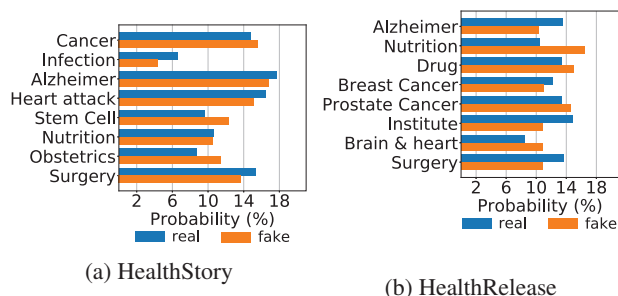 Cancer
Infection
Alzheimer
Heart attack
Stem Cell
Nutrition
Obstetrics
Surgery
2 6 10 14 18
Probability (%)
real fake
(a) HealthStory
Alzheimer
Nutrition
Drug
Breast Cancer
Prostate Cancer
Institute
Brain & heart
Surgery
2 6 10 14 18
Probability (%)
real fake
(b) HealthRelease